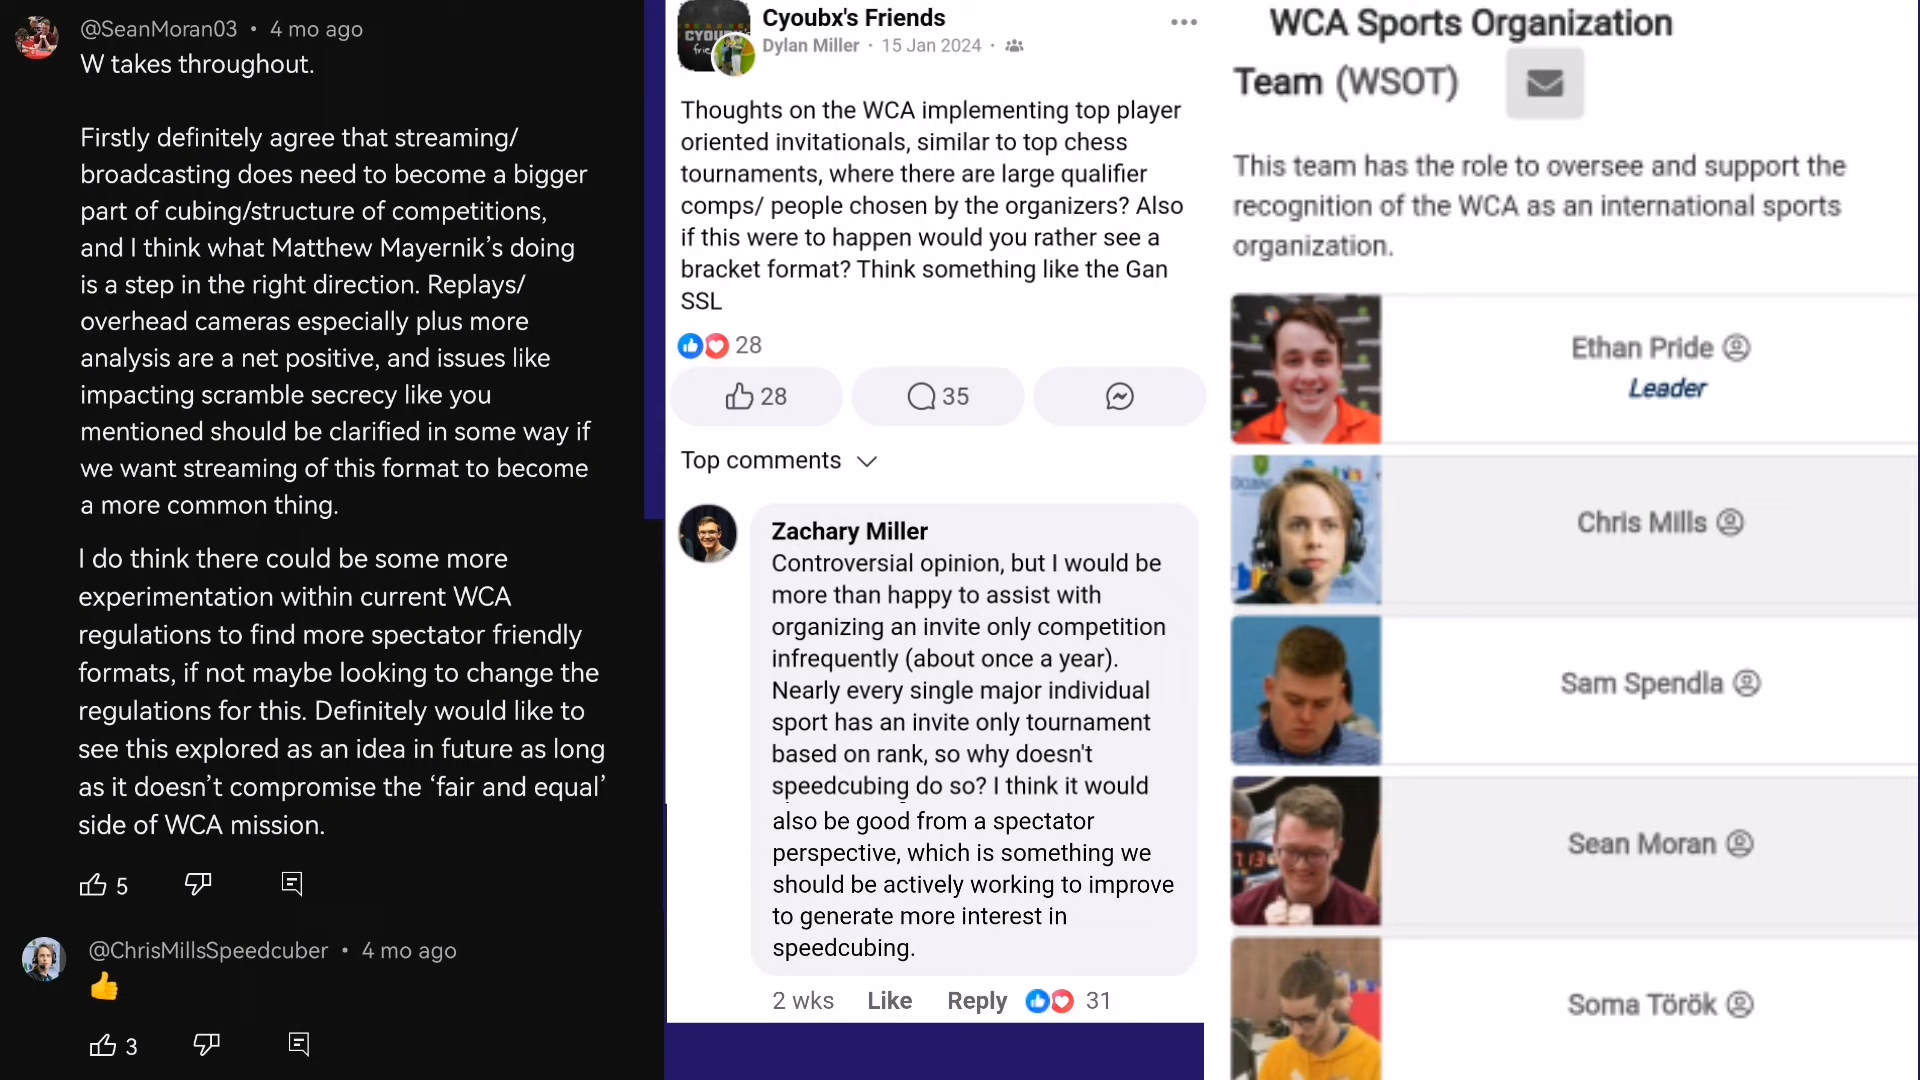 @SeanMoran03 • 4 mo ago
W takes throughout.
Firstly definitely agree that streaming/
broadcasting does need to become a bigger
part of cubing/structure of competitions,
and I think what Matthew Mayernik’s doing
is a step in the right direction. Replays/
overhead cameras especially plus more
analysis are a net positive, and issues like
impacting scramble secrecy like you
mentioned should be clarified in some way if
we want streaming of this format to become
a more common thing.
I do think there could be some more
experimentation within current WCA
regulations to find more spectator friendly
formats, if not maybe looking to change the
regulations for this. Definitely would like to
see this explored as an idea in future as long
as it doesn’t compromise the ‘fair and equal’
side of WCA mission.
5
@ChrisMillsSpeedcuber • 4 mo ago
👍
3
Cyoubx's Friends
Dylan Miller · 15 Jan 2024 ·
Thoughts on the WCA implementing top player
oriented invitationals, similar to top chess
tournaments, where there are large qualifier
comps/ people chosen by the organizers? Also
if this were to happen would you rather see a
bracket format? Think something like the Gan
SSL
28
28
35
Top comments
Zachary Miller
Controversial opinion, but I would be
more than happy to assist with
organizing an invite only competition
infrequently (about once a year).
Nearly every single major individual
sport has an invite only tournament
based on rank, so why doesn't
speedcubing do so? I think it would
also be good from a spectator
perspective, which is something we
should be actively working to improve
to generate more interest in
speedcubing.
2 wks Like Reply 31
WCA Sports Organization
Team (WSOT)
This team has the role to oversee and support the
recognition of the WCA as an international sports
organization.
Ethan Pride
Leader
Chris Mills
Sam Spendla
Sean Moran
Soma Török